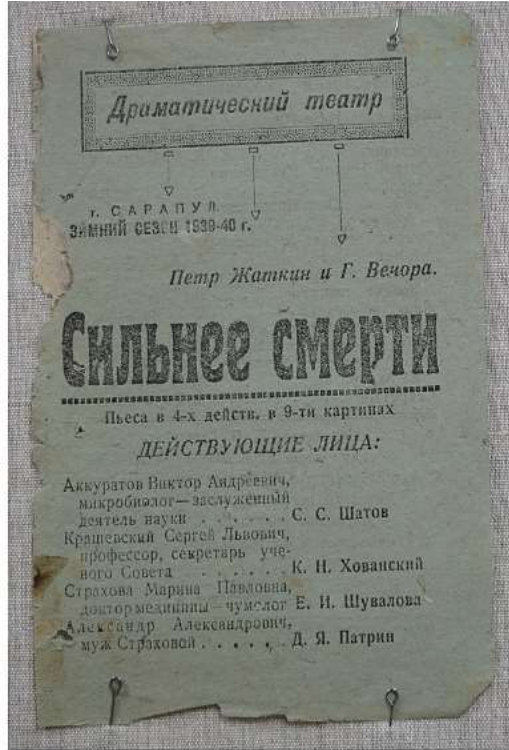 Драматический театр
г. САРАПУЛ.
ЗИМНИЙ СЕЗОН 1939-40 г.
Петр Жаткин и Г. Вечора.
Сильнее смерти
Пьеса в 4-х действ. в 9-ти картинах
ДЕЙСТВУЮЩИЕ ЛИЦА:
Аккуратов Виктор Андреевич,
микробиолог—заслуженный
деятель науки . . . . . . . С. С. Шатов
Крашевский Сергей Львович,
профессор, секретарь уче-
ного Совета . . . . . . К. Н. Хованский
Страхова Марина Павловна,
доктор медицины—чумолог Е. И. Шувалова
Александр Александрович,
муж Страховой . . . . . Д. Я. Патрин